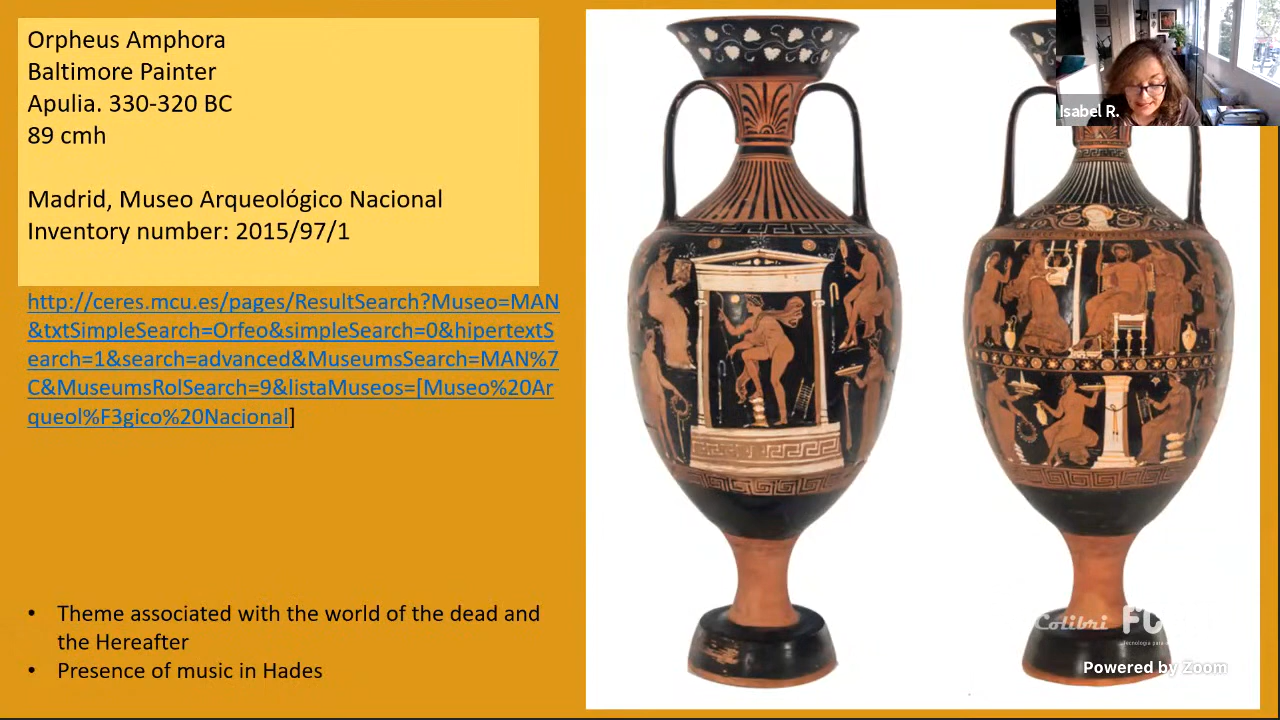 Orpheus Amphora
Baltimore Painter
Apulia. 330-320 BC
89 cmh
Madrid, Museo Arqueológico Nacional
Inventory number: 2015/97/1
http://ceres.mcu.es/pages/ResultSearch?Museo=MAN
&txtSimpleSearch=Orfeo&simpleSearch=0&hipertextS
earch=1&search=advanced&MuseumsSearch=MAN%7
C&MuseumsRolSearch=9&listaMuseos=[Museo%20Ar
queol%F3gico%20Nacional]
• Theme associated with the world of the dead and
the Hereafter
• Presence of music in Hades
Isabel R.
Colibri
Powered by Zoom